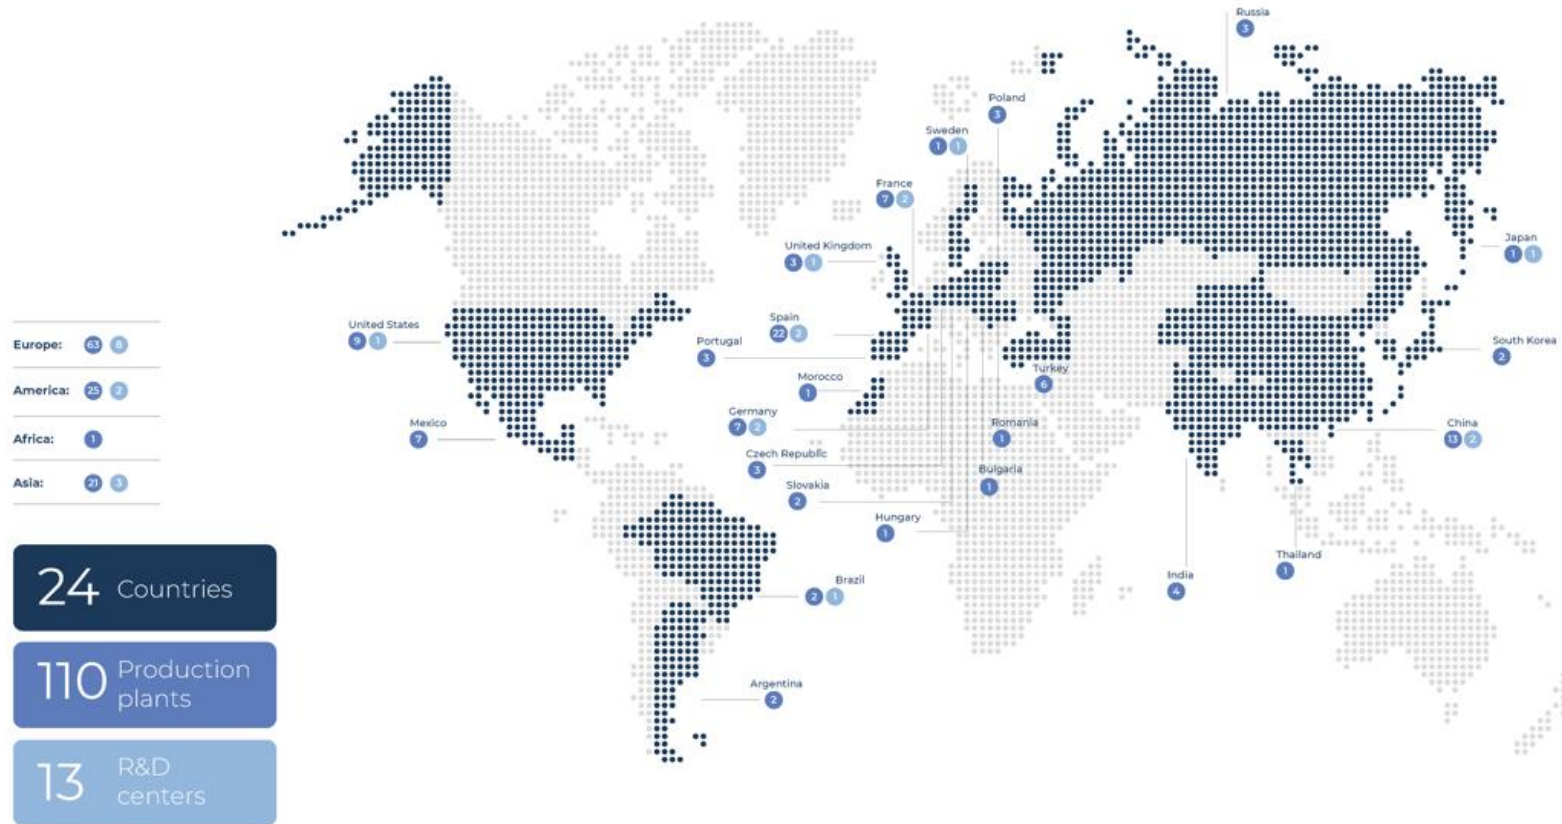 Russia
3
Poland
3
Sweden
1 1
France
7 2
United Kingdom
3 1
Japan
1 1
Spain
22 2
United States
9 1
Portugal
3
South Korea
2
Europe: 63 8
Morocco
1
Turkey
6
America: 25 2
Germany
7 2
Mexico
7
Romania
1
China
13 2
Africa: 1
Czech Republic
3
Bulgaria
1
Asia: 21 3
Slovakia
2
Hungary
1
Thailand
1
India
4
24 Countries
Brazil
2 1
110 Production
plants
Argentina
2
13 R&D
centers